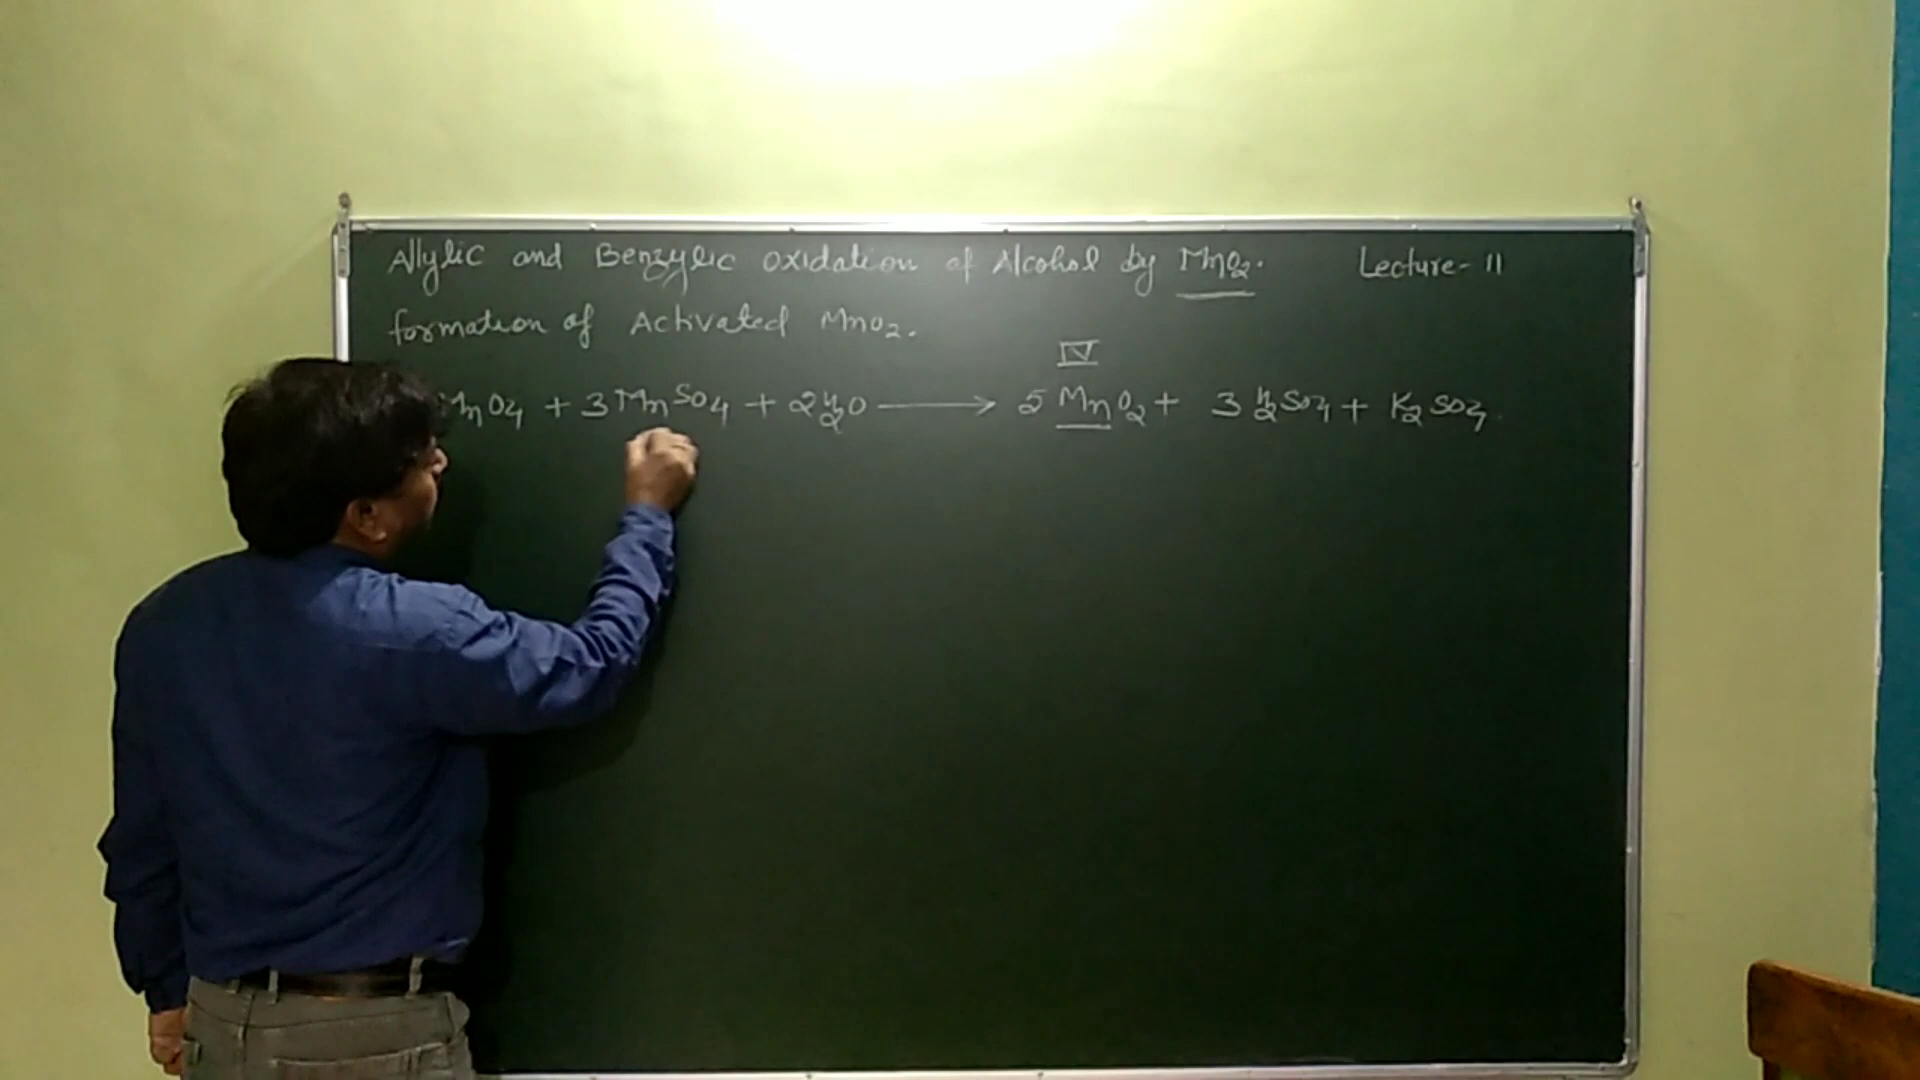 Allylic and Benzylic oxidation of Alcohol by MnO2. Lecture- 11
formation of Activated MnO2.
IV
MnO4 + 3 MnSO4 + 2H2O → 5 MnO2 + 3 H2SO4 + K2SO4.